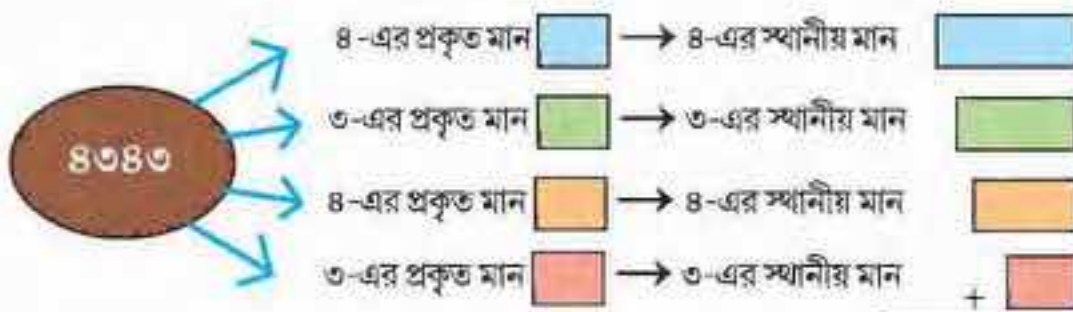 ৪-এর প্রকৃত মান → ৪-এর স্থানীয় মান
৩-এর প্রকৃত মান → ৩-এর স্থানীয় মান
৪৩৪৩
৪-এর প্রকৃত মান → ৪-এর স্থানীয় মান
৩-এর প্রকৃত মান → ৩-এর স্থানীয় মান +